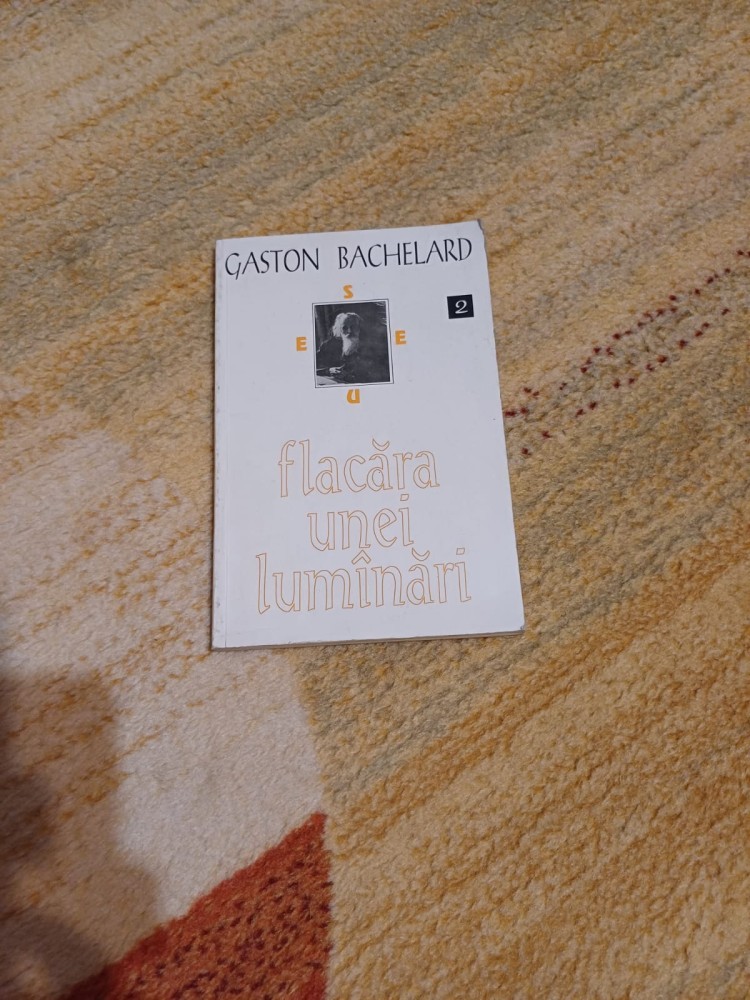 GASTON BACHELARD
2
S
E E
U
flacăra
unei
lumînări